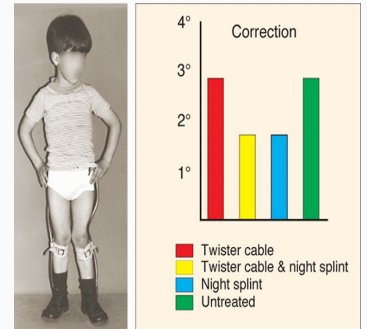 Correction
4°
3°
2°
1°
Twister cable
Twister cable & night splint
Night splint
Untreated